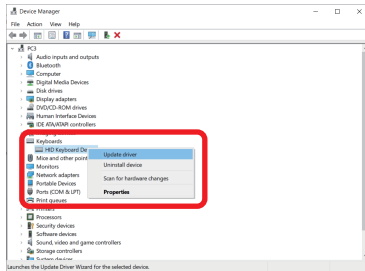 Device Manager
File Action View Help
PC3
Audio inputs and outputs
Bluetooth
Computer
Digital Media Devices
Disk drives
Display adapters
DVD/CD-ROM drives
Human Interface Devices
IDE ATA/ATAPI controllers
Keyboards
HID Keyboard De
Update driver
Mice and other point
Uninstall device
Monitors
Network adapters
Scan for hardware changes
Portable Devices
Ports (COM & LPT)
Properties
Print queues
Processors
Security devices
Software devices
Sound, video and game controllers
Storage controllers
System devices
Launches the Update Driver Wizard for the selected device.